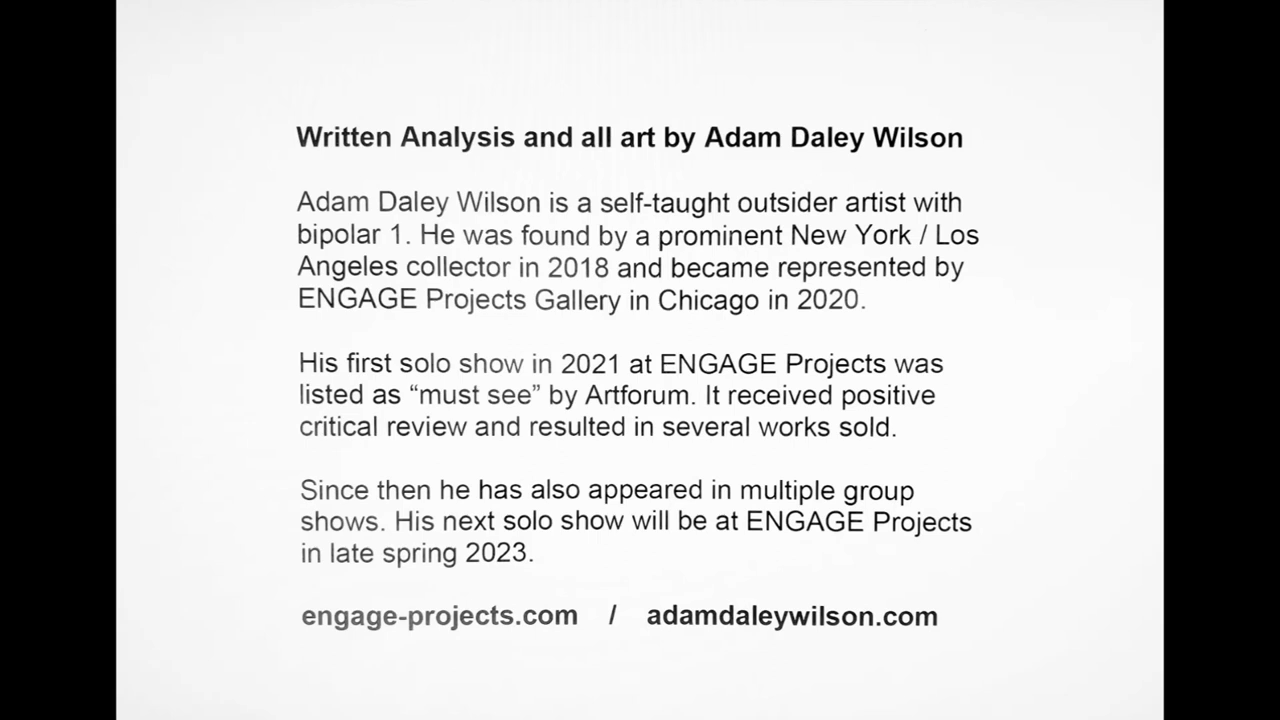 Written Analysis and all art by Adam Daley Wilson
Adam Daley Wilson is a self-taught outsider artist with
bipolar 1. He was found by a prominent New York / Los
Angeles collector in 2018 and became represented by
ENGAGE Projects Gallery in Chicago in 2020.
His first solo show in 2021 at ENGAGE Projects was
listed as “must see” by Artforum. It received positive
critical review and resulted in several works sold.
Since then he has also appeared in multiple group
shows. His next solo show will be at ENGAGE Projects
in late spring 2023.
engage-projects.com / adamdaleywilson.com